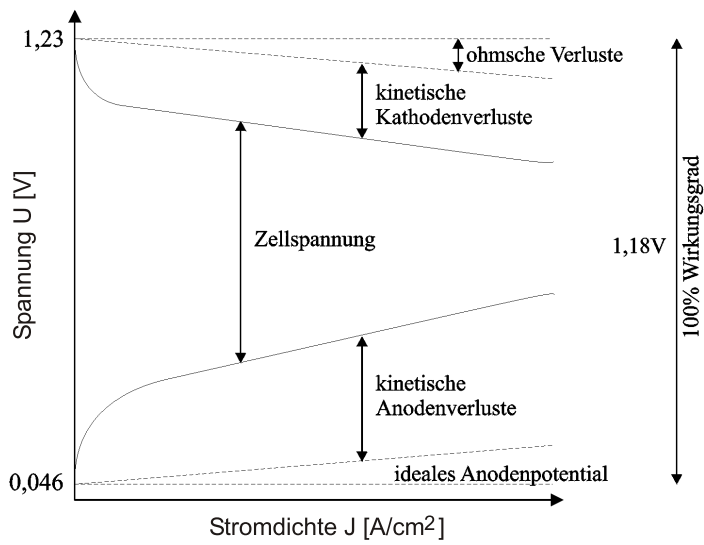 1,23
ohmsche Verluste
kinetische
Kathodenverluste
Spannung U [V]
Zellspannung
1,18V
100% Wirkungsgrad
kinetische
Anodenverluste
0,046
ideales Anodenpotential
Stromdichte J [A/cm2]